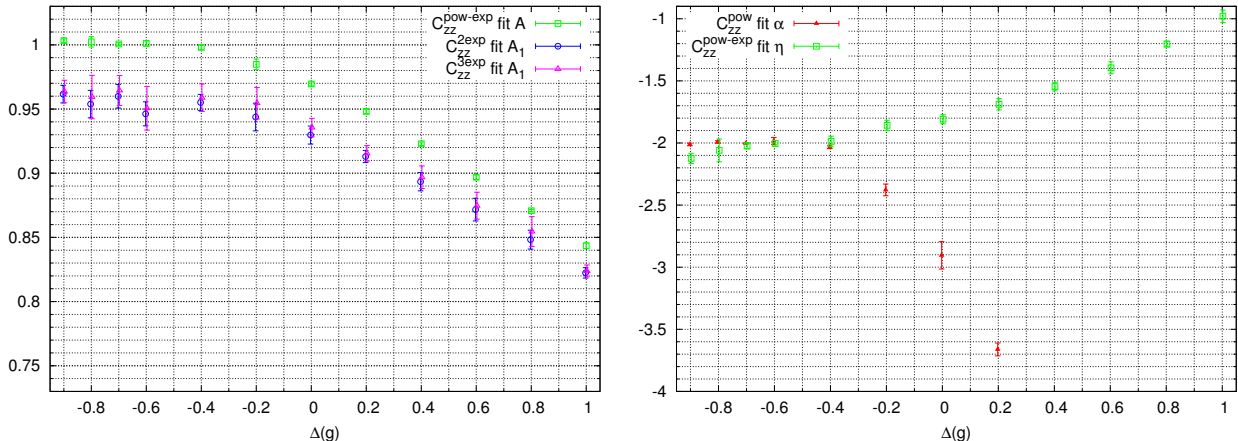 C_zz^pow-exp fit A
C_zz^2exp fit A_1
C_zz^3exp fit A_1
1
0.95
0.9
0.85
0.8
0.75
-0.8 -0.6 -0.4 -0.2 0 0.2 0.4 0.6 0.8 1
Δ(g)
C_zz^pow fit α
C_zz^pow-exp fit η
-1
-1.5
-2
-2.5
-3
-3.5
-4
-0.8 -0.6 -0.4 -0.2 0 0.2 0.4 0.6 0.8 1
Δ(g)